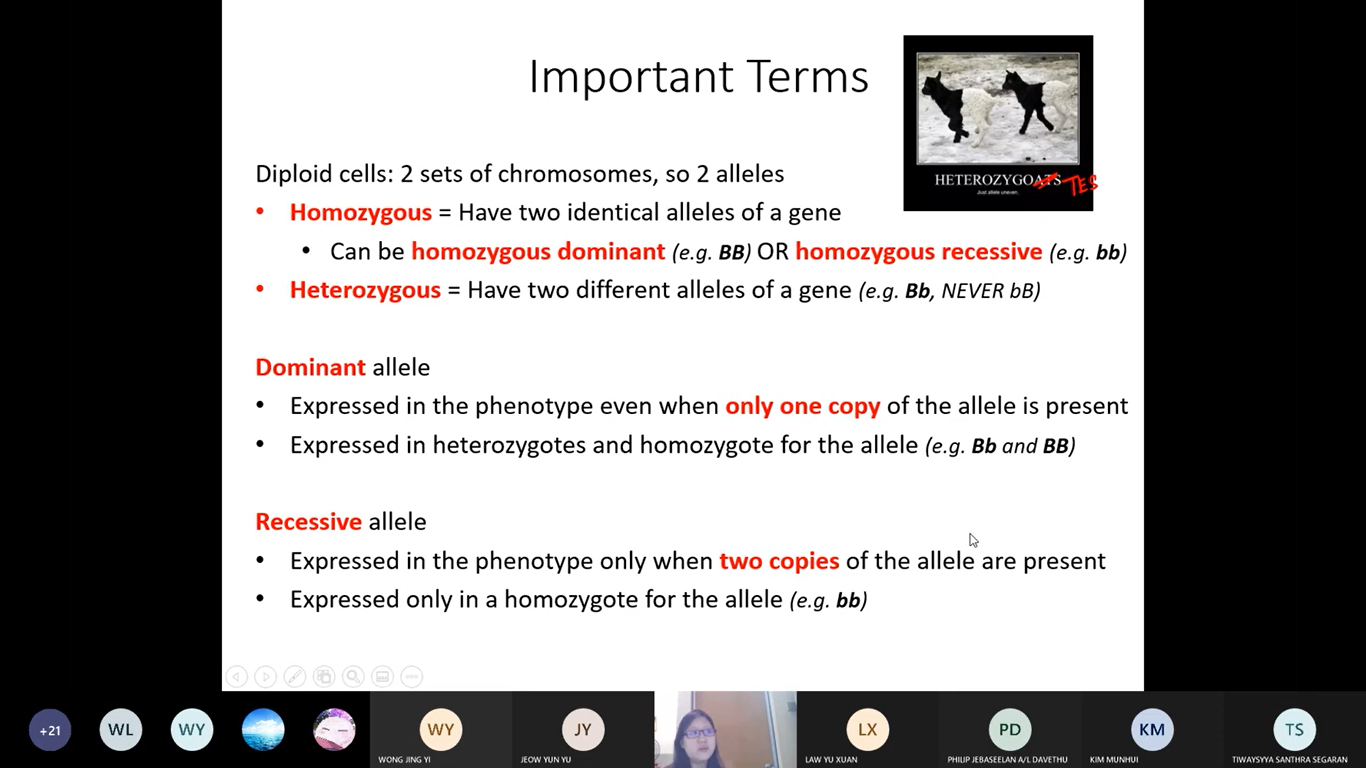 Important Terms
HETEROZYGOATS TES
Just allele uneven.
Diploid cells: 2 sets of chromosomes, so 2 alleles
• Homozygous = Have two identical alleles of a gene
• Can be homozygous dominant (e.g. BB) OR homozygous recessive (e.g. bb)
• Heterozygous = Have two different alleles of a gene (e.g. Bb, NEVER bB)
Dominant allele
• Expressed in the phenotype even when only one copy of the allele is present
• Expressed in heterozygotes and homozygote for the allele (e.g. Bb and BB)
Recessive allele
• Expressed in the phenotype only when two copies of the allele are present
• Expressed only in a homozygote for the allele (e.g. bb)
+21 WL WY WY JY LX PD KM TS
WONG JING YI JEOW YUN YU LAW YU XUAN PHILIP JEBASEELAN A/L DAVETHU KIM MUNHUI TIWAYSYYA SANTHRA SEGARAN